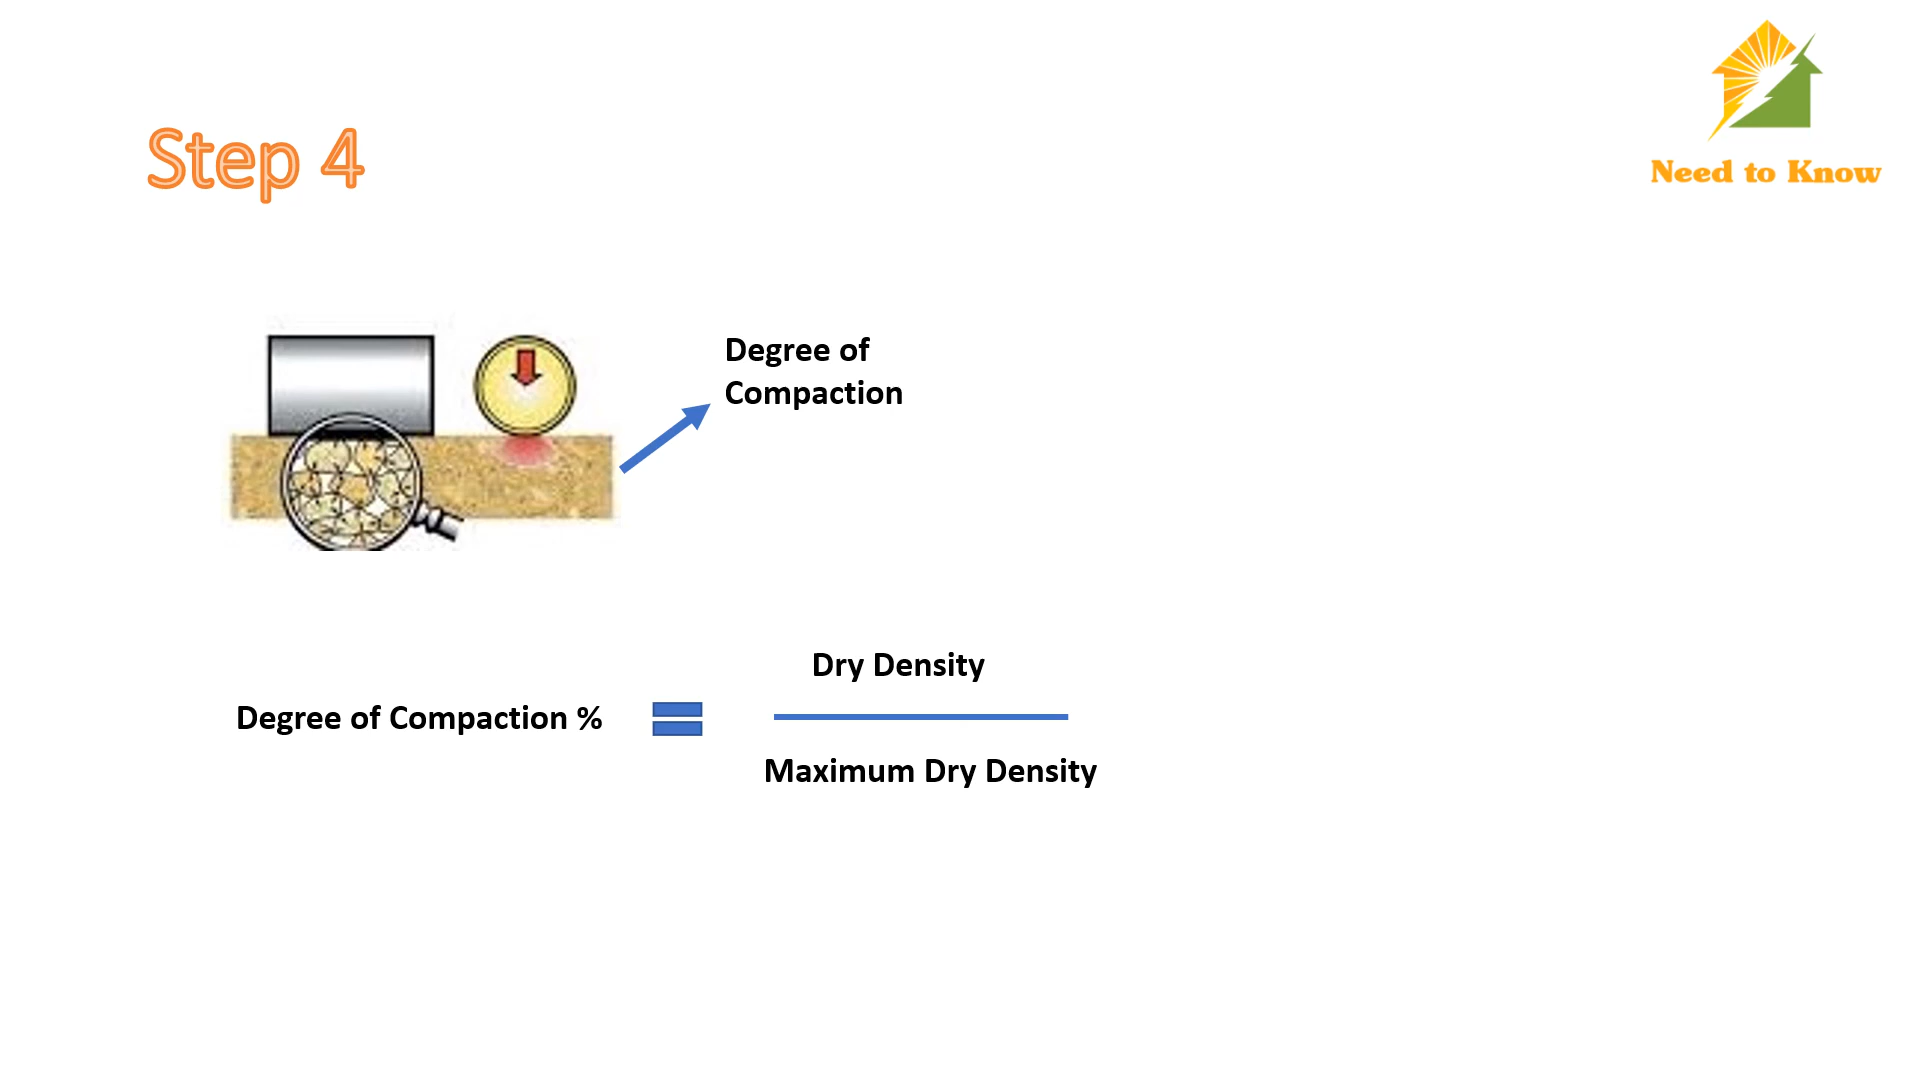 Need to Know
Step 4
Degree of
Compaction
Dry Density
Degree of Compaction %
Maximum Dry Density